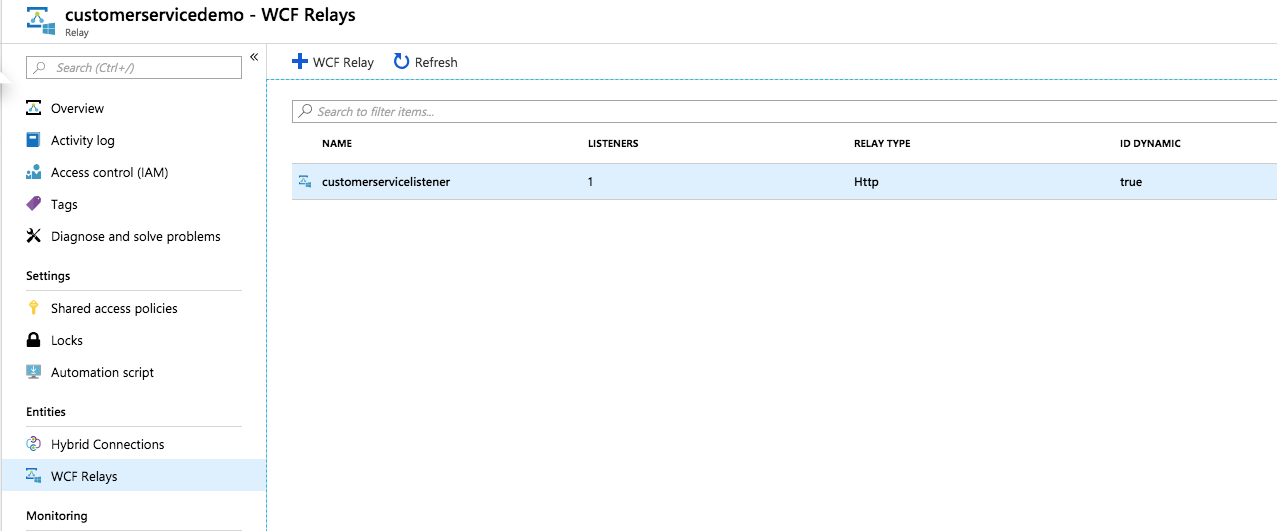 customerservicedemo - WCF Relays
Relay
Search (Ctrl+/)
«
Overview
Activity log
Access control (IAM)
Tags
Diagnose and solve problems
Settings
Shared access policies
Locks
Automation script
Entities
Hybrid Connections
WCF Relays
Monitoring
WCF Relay Refresh
Search to filter items...
NAME LISTENERS RELAY TYPE ID DYNAMIC
customerservicelistener 1 Http true